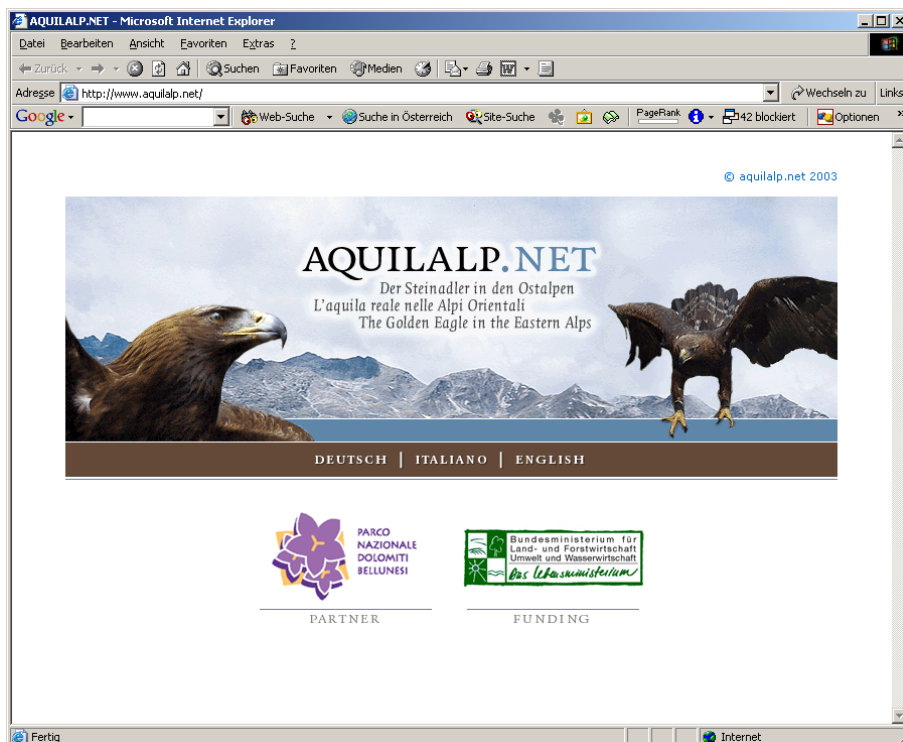 AQUILALP.NET - Microsoft Internet Explorer
Datei Bearbeiten Ansicht Favoriten Extras ?
Zurück Suchen Favoriten Medien
Adresse http://www.aquilalp.net/ Wechseln zu Links
Google Web-Suche Suche in Österreich Site-Suche PageRank 42 blockiert Optionen »
© aquilalp.net 2003
AQUILALP.NET
Der Steinadler in den Ostalpen
L'aquila reale nelle Alpi Orientali
The Golden Eagle in the Eastern Alps
DEUTSCH | ITALIANO | ENGLISH
PARCO
NAZIONALE
DOLOMITI
BELLUNESI
Bundesministerium für
Land- und Forstwirtschaft
Umwelt und Wasserwirtschaft
Das Lebensministerium
PARTNER
FUNDING
Fertig Internet